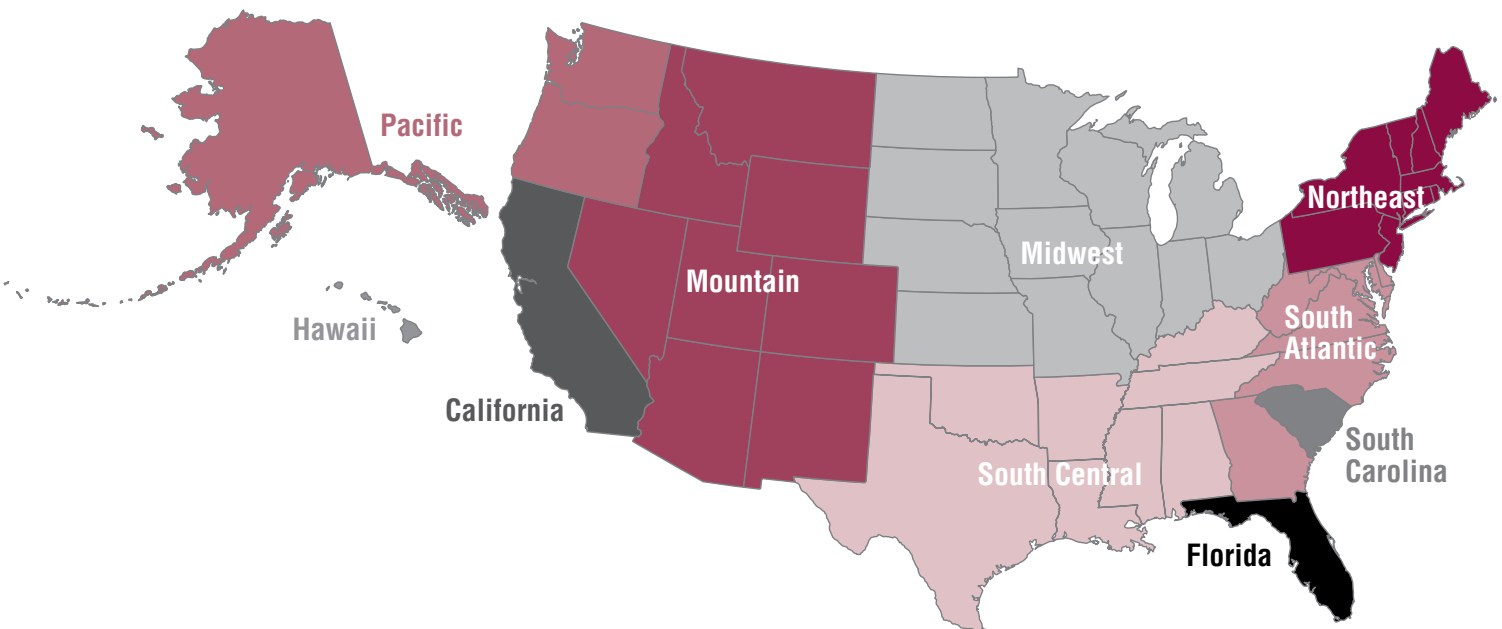 Pacific
Northeast
Midwest
Mountain
Hawaii
South
Atlantic
California
South
Carolina
South Central
Florida